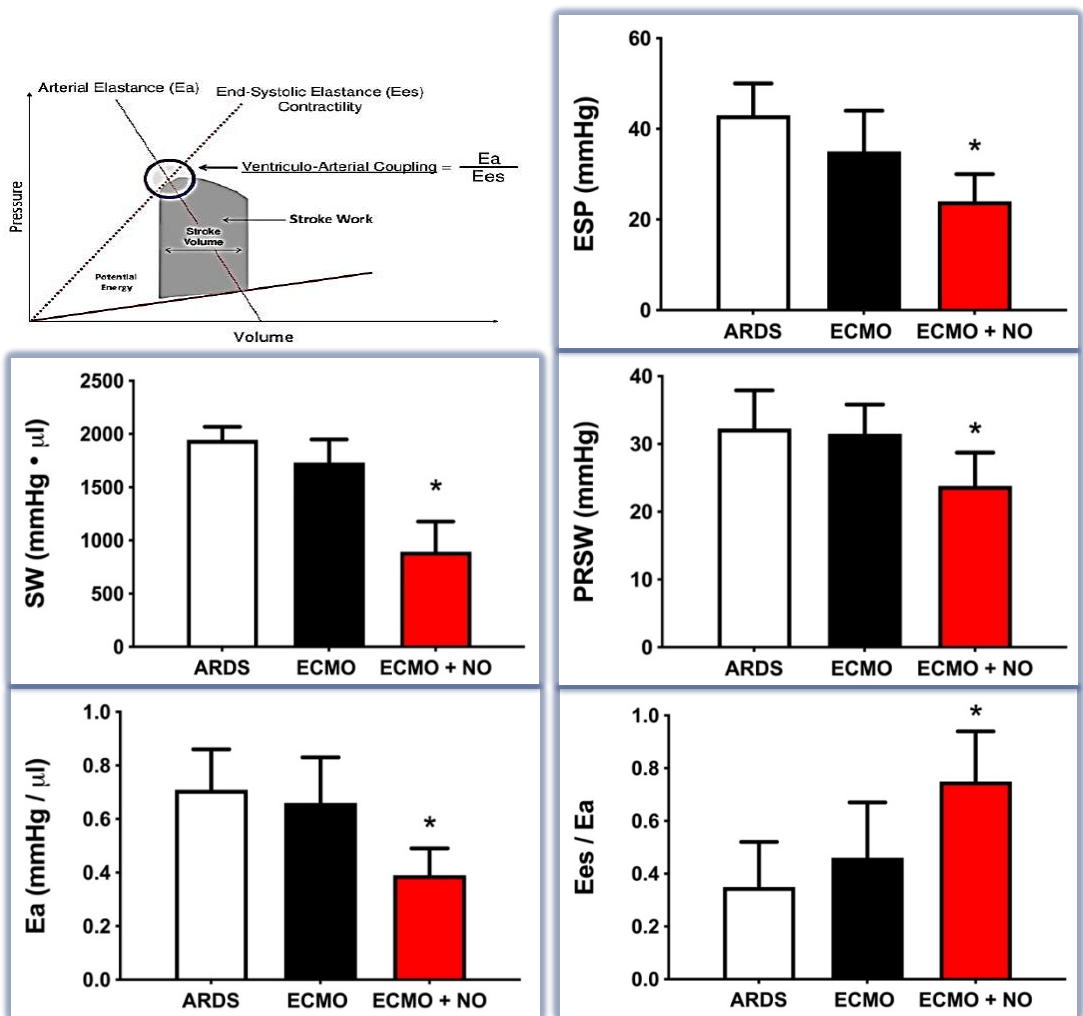 Arterial Elastance (Ea)
End-Systolic Elastance (Ees)
Contractility
Ventriculo-Arterial Coupling = Ea
Ees
Pressure
Stroke Work
Stroke
Volume
Potential
Energy
Volume
ESP (mmHg)
60
40
20
0
*
ARDS ECMO ECMO + NO
SW (mmHg • µl)
2500
2000
1500
1000
500
0
*
ARDS ECMO ECMO + NO
PRSW (mmHg)
40
30
20
10
0
*
ARDS ECMO ECMO + NO
Ea (mmHg / µl)
1.0
0.8
0.6
0.4
0.2
0.0
*
ARDS ECMO ECMO + NO
Ees / Ea
1.0
0.8
0.6
0.4
0.2
0.0
*
ARDS ECMO ECMO + NO